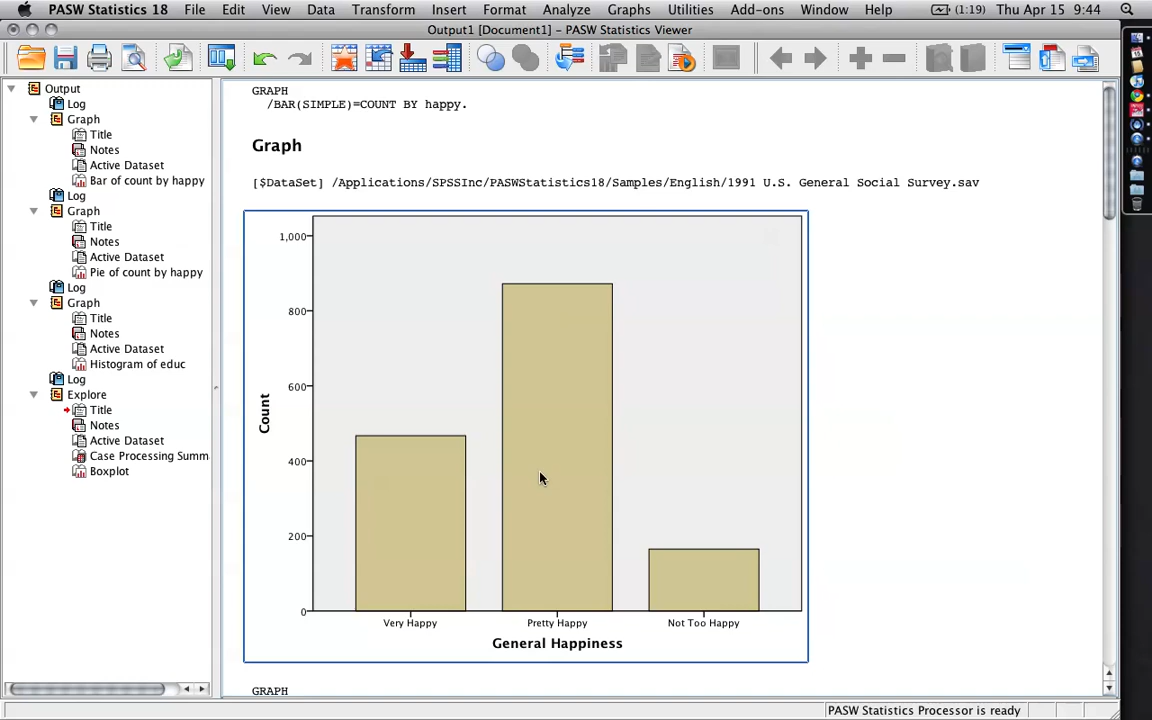 PASW Statistics 18 File Edit View Data Transform Insert Format Analyze Graphs Utilities Add-ons Window Help (1:19) Thu Apr 15 9:44
Output1 [Document1] – PASW Statistics Viewer
Output
Log
Graph
Title
Notes
Active Dataset
Bar of count by happy
Log
Graph
Title
Notes
Active Dataset
Pie of count by happy
Log
Graph
Title
Notes
Active Dataset
Histogram of educ
Log
Explore
Title
Notes
Active Dataset
Case Processing Summ
Boxplot
GRAPH
/BAR(SIMPLE)=COUNT BY happy.
Graph
[$DataSet] /Applications/SPSSInc/PASWStatistics18/Samples/English/1991 U.S. General Social Survey.sav
1,000
800
600
400
200
0
Count
Very Happy Pretty Happy Not Too Happy
General Happiness
GRAPH
PASW Statistics Processor is ready